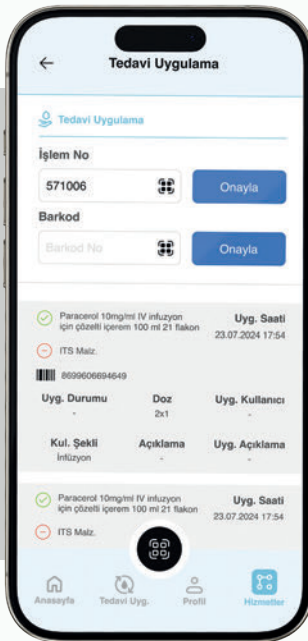 Tedavi Uygulama
Tedavi Uygulama
İşlem No
571006
Onayla
Barkod
Barkod No
Onayla
Paracerol 10mg/ml IV infuzyon
için çözelti içerem 100 ml 21 flakon
Uyg. Saati
23.07.2024 17:54
ITS Malz.
8699606694649
Uyg. Durumu
Doz
Uyg. Kullanıcı
-
2x1
-
Kul. Şekli
Açıklama
Uyg. Açıklama
İnfüzyon
-
-
Paracerol 10mg/ml IV infuzyon
için çözelti içerem 100 ml 21 flakon
Uyg. Saati
23.07.2024 17:54
ITS Malz.
Anasayfa
Tedavi Uyg.
Profil
Hizmetler